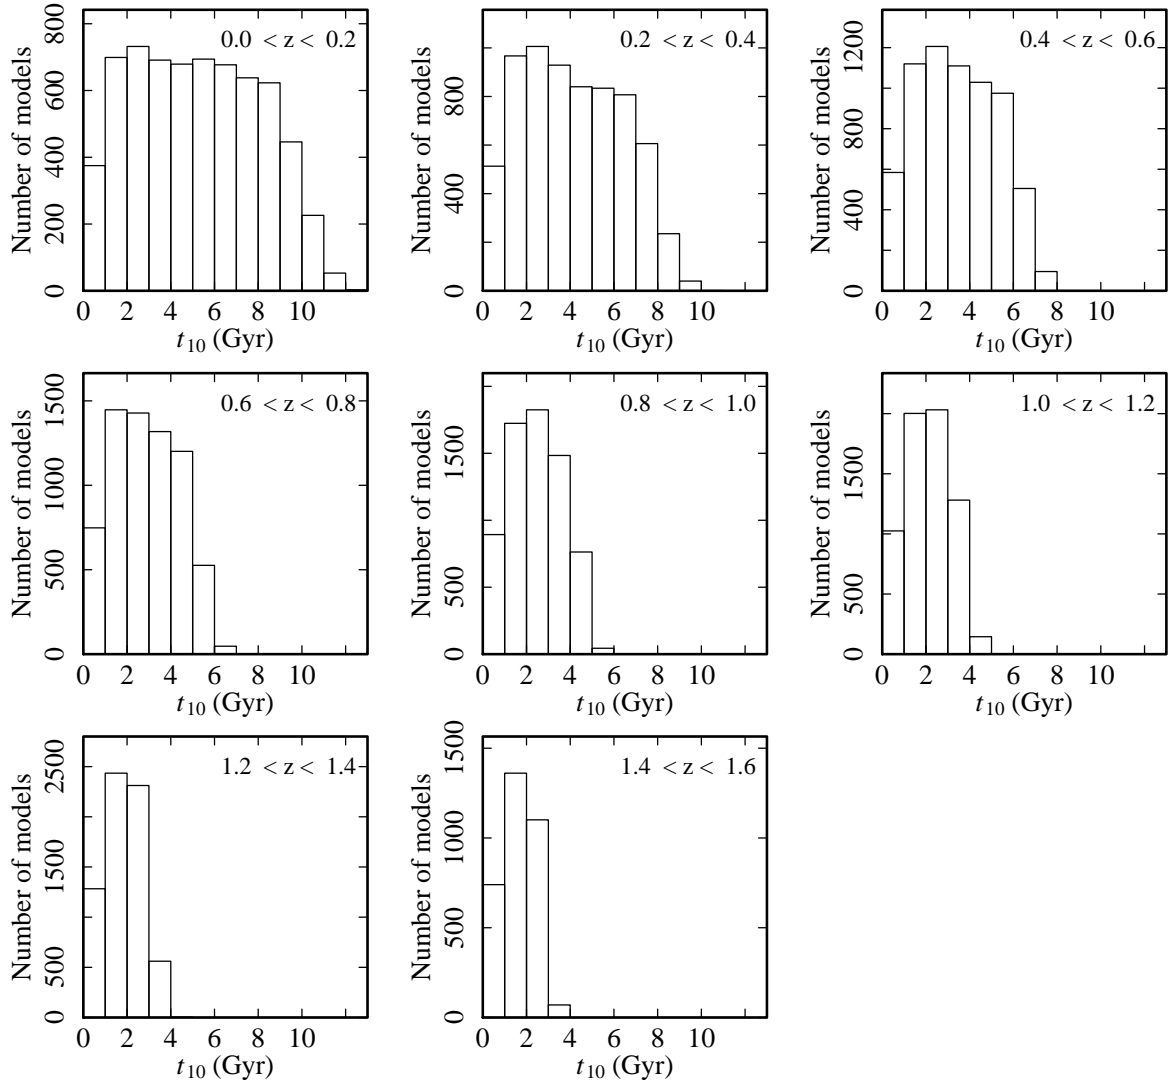 Number of models
0 200 400 600 800
0.0 < z < 0.2
0 2 4 6 8 10
t10 (Gyr)
Number of models
0 400 800
0.2 < z < 0.4
0 2 4 6 8 10
t10 (Gyr)
Number of models
0 400 800 1200
0.4 < z < 0.6
0 2 4 6 8 10
t10 (Gyr)
Number of models
0 500 1000 1500
0.6 < z < 0.8
0 2 4 6 8 10
t10 (Gyr)
Number of models
0 500 1500
0.8 < z < 1.0
0 2 4 6 8 10
t10 (Gyr)
Number of models
0 500 1500
1.0 < z < 1.2
0 2 4 6 8 10
t10 (Gyr)
Number of models
0 500 1500 2500
1.2 < z < 1.4
0 2 4 6 8 10
t10 (Gyr)
Number of models
0 500 1000 1500
1.4 < z < 1.6
0 2 4 6 8 10
t10 (Gyr)